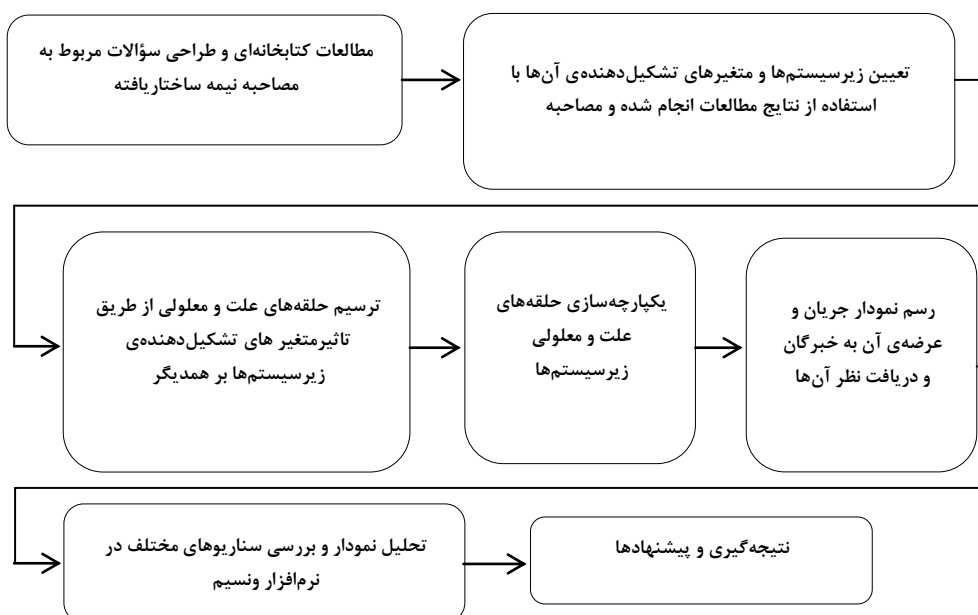 مطالعات کتابخانه‌ای و طراحی سؤالات مربوط به
مصاحبه نیمه ساختاریافته
تعیین زیرسیستم‌ها و متغیرهای تشکیل‌دهنده‌ی آن‌ها با
استفاده از نتایج مطالعات انجام شده و مصاحبه
ترسیم حلقه‌های علت و معلولی از طریق
تاثیرمتغیر های تشکیل‌دهنده‌ی
زیرسیستم‌ها بر همدیگر
یکپارچه‌سازی حلقه‌های
علت و معلولی
زیرسیستم‌ها
رسم نمودار جریان و
عرضه‌ی آن به خبرگان
و دریافت نظر آن‌ها
تحلیل نمودار و بررسی سناریوهای مختلف در
نرم‌افزار ونسیم
نتیجه‌گیری و پیشنهادها